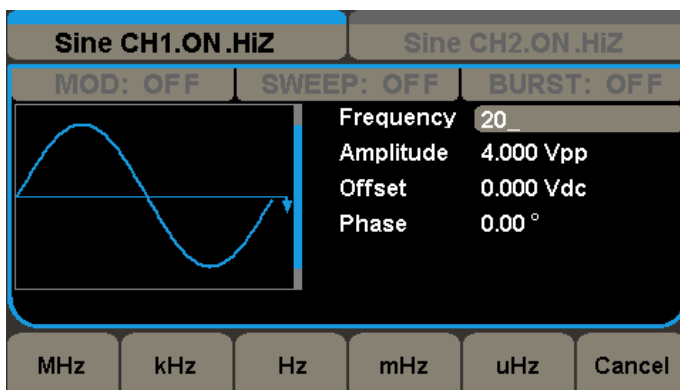 Sine CH1.ON.HiZ Sine CH2.ON.HiZ
MOD: OFF SWEEP: OFF BURST: OFF
Frequency 20_
Amplitude 4.000 Vpp
Offset 0.000 Vdc
Phase 0.00 °
MHz kHz Hz mHz uHz Cancel